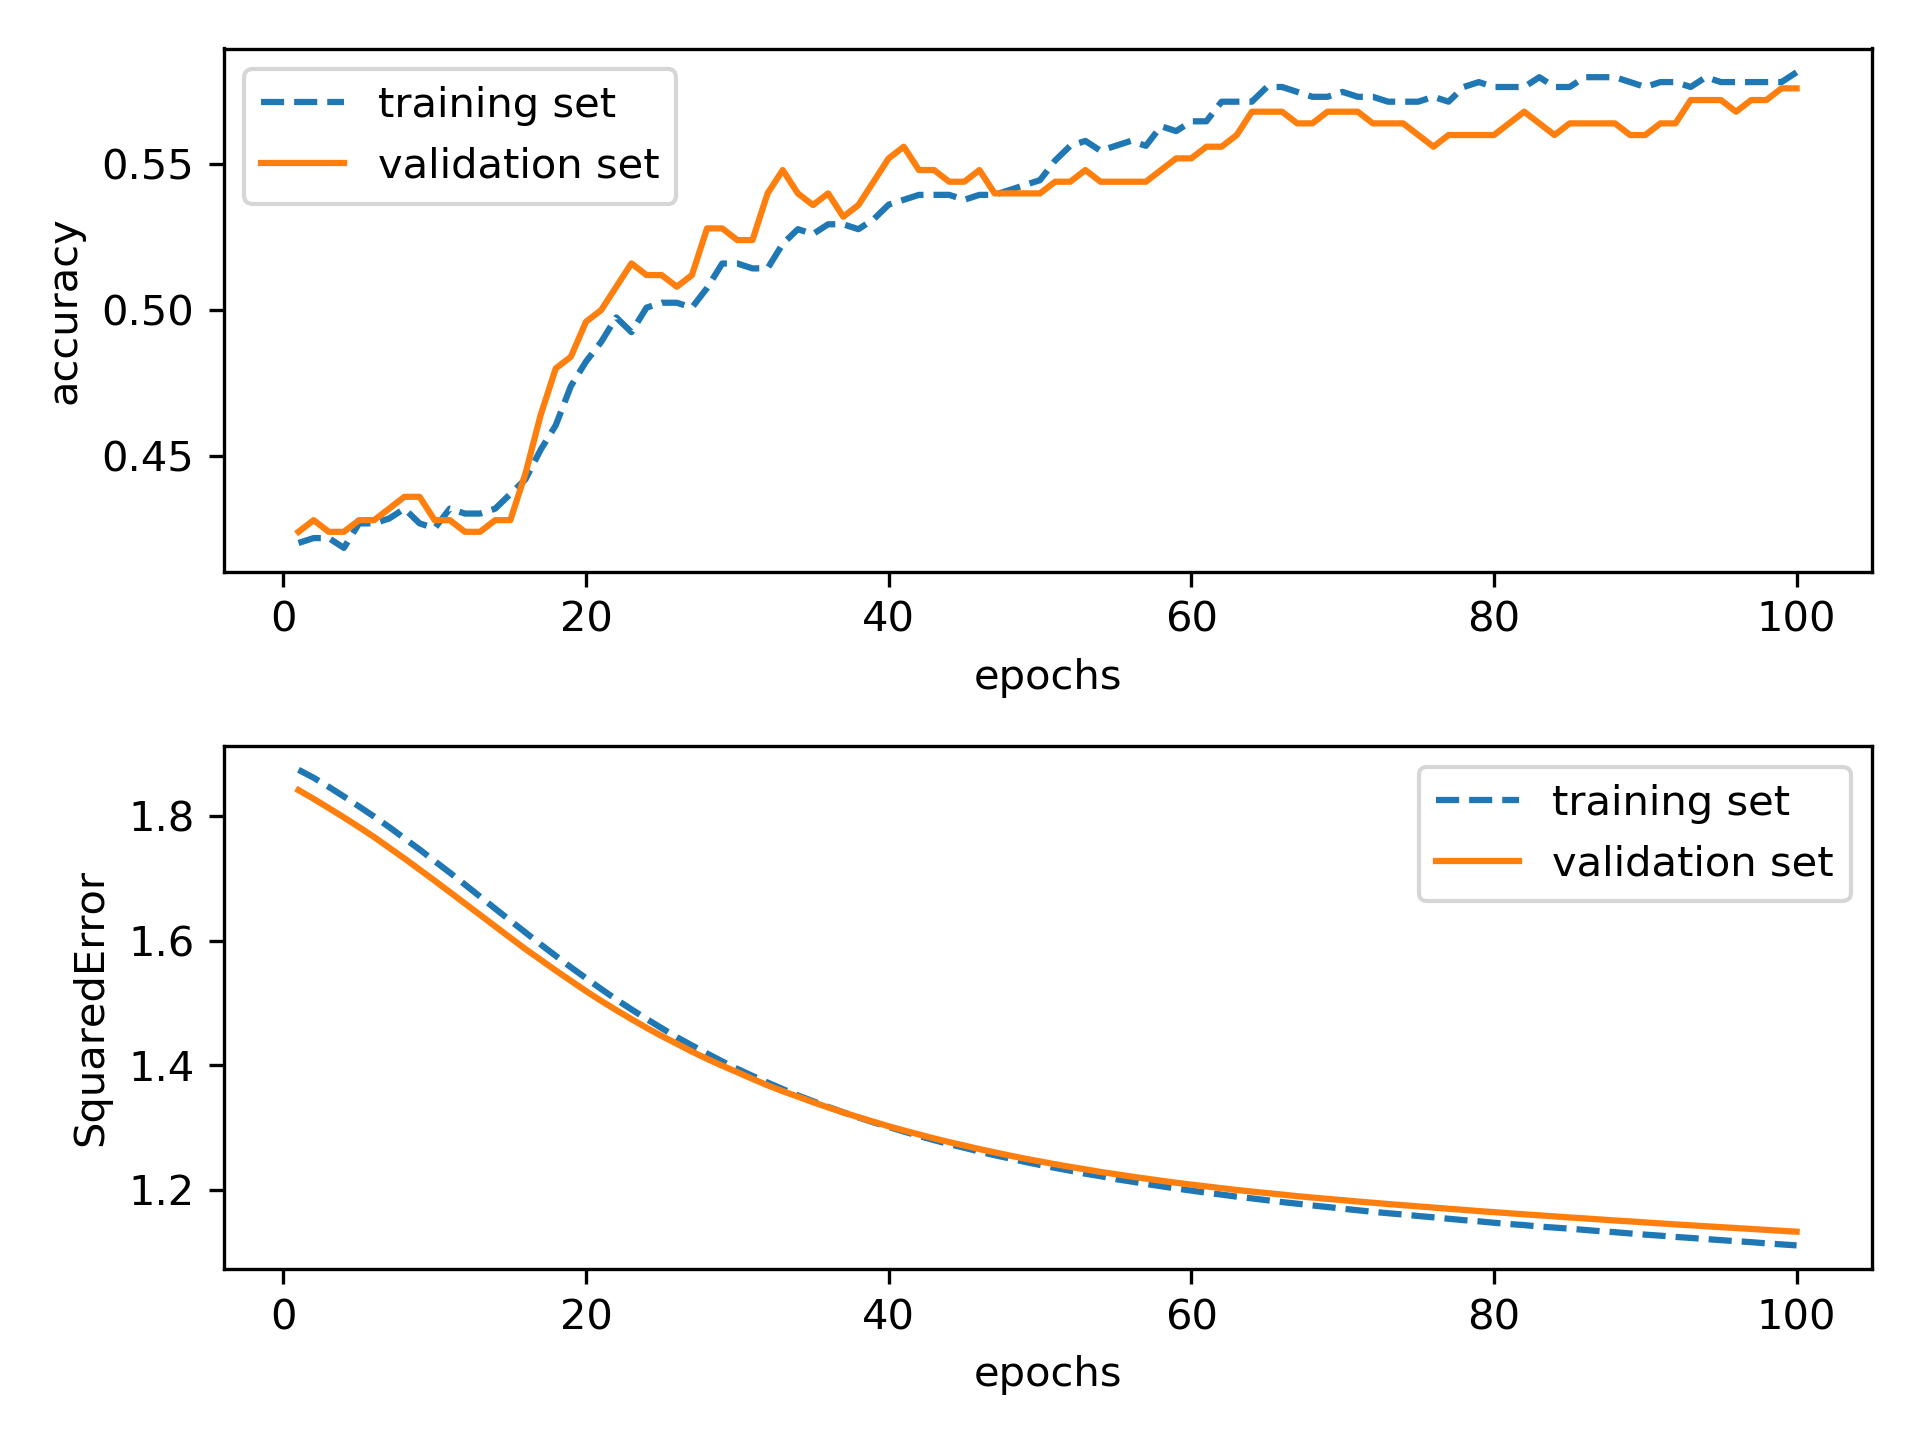 training set
validation set
accuracy
0.55
0.50
0.45
0 20 40 60 80 100
epochs
training set
validation set
SquaredError
1.8
1.6
1.4
1.2
0 20 40 60 80 100
epochs